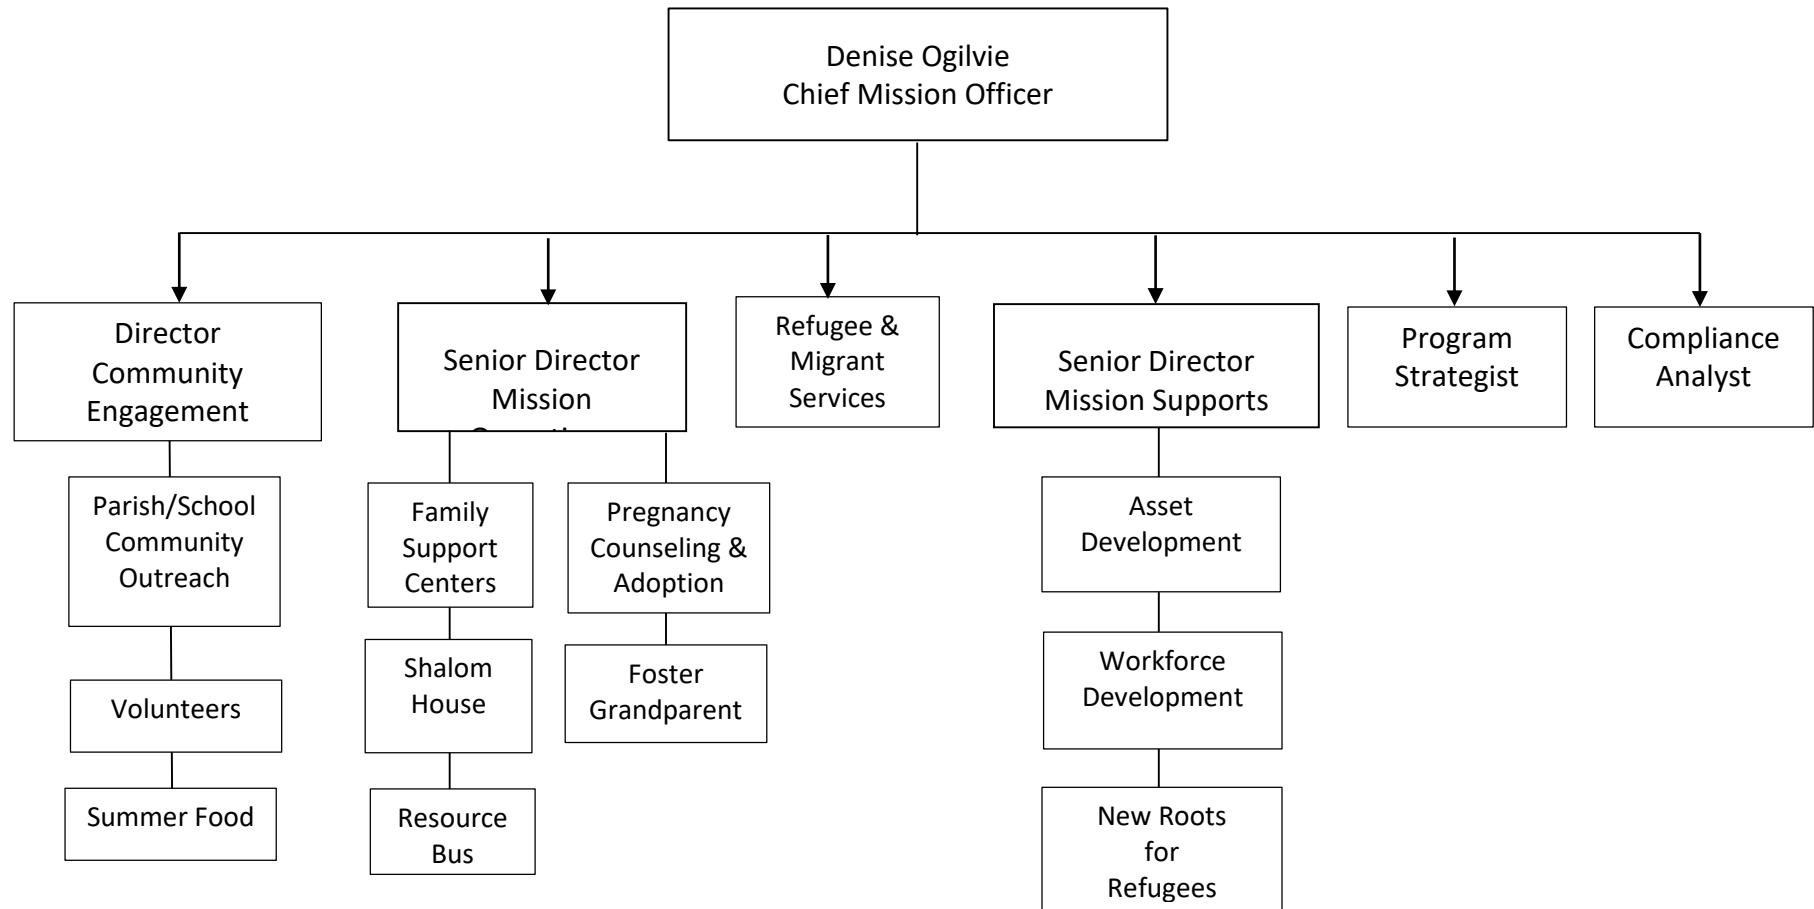 Denise Ogilvie
Chief Mission Officer
Director
Community
Engagement
Senior Director
Mission
Refugee &
Migrant
Services
Senior Director
Mission Supports
Program
Strategist
Compliance
Analyst
Parish/School
Community
Outreach
Volunteers
Summer Food
Family
Support
Centers
Shalom
House
Resource
Bus
Pregnancy
Counseling &
Adoption
Foster
Grandparent
Asset
Development
Workforce
Development
New Roots
for
Refugees